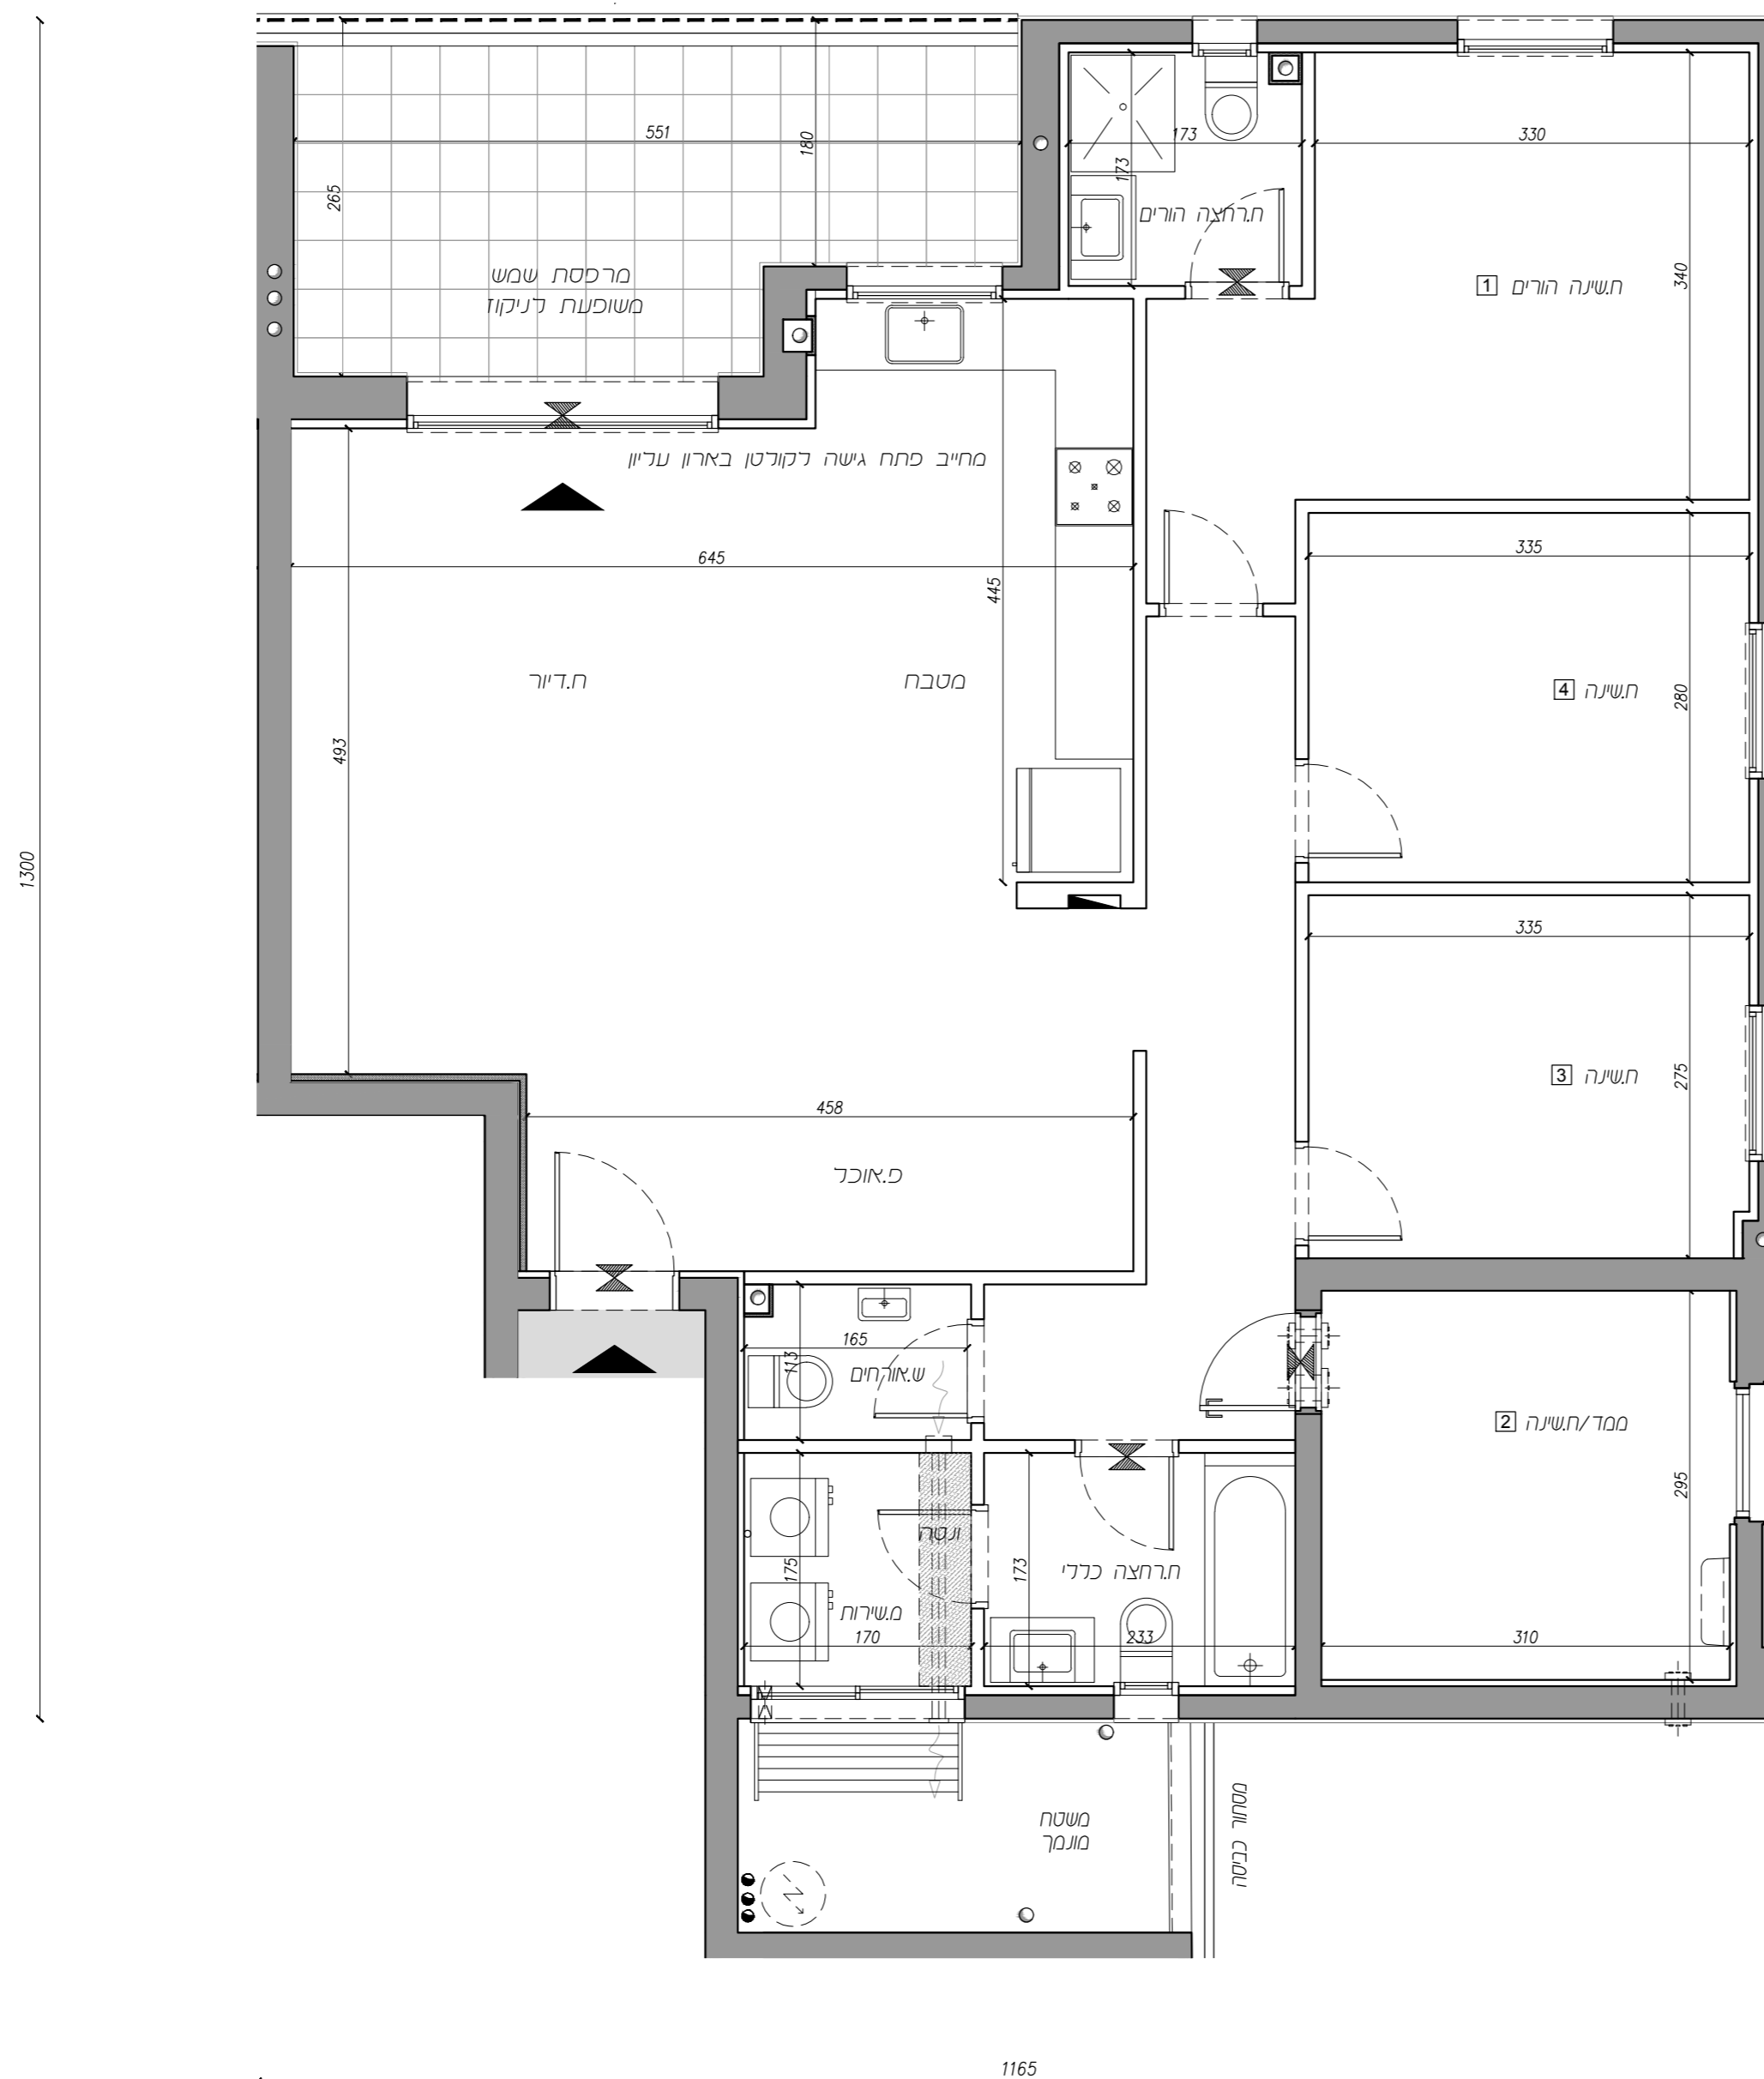 551
180
265
מרפסת שמש
משופעת לניקוז
173
173
ח.רחצה הורים
330
340
ח.שינה הורים 1
מחייב פתח גישה לקולטן בארון עליון
645
445
335
280
ח.שינה 4
ח.דיור
מטבח
493
1300
335
275
ח.שינה 3
458
פ.אוכל
165
113
ש.אורחים
ממד/ח.שינה 2
295
310
ונטה
175
מ.שירות
170
173
ח.רחצה כללי
233
משטח
מונמך
מסתור כביסה
1165